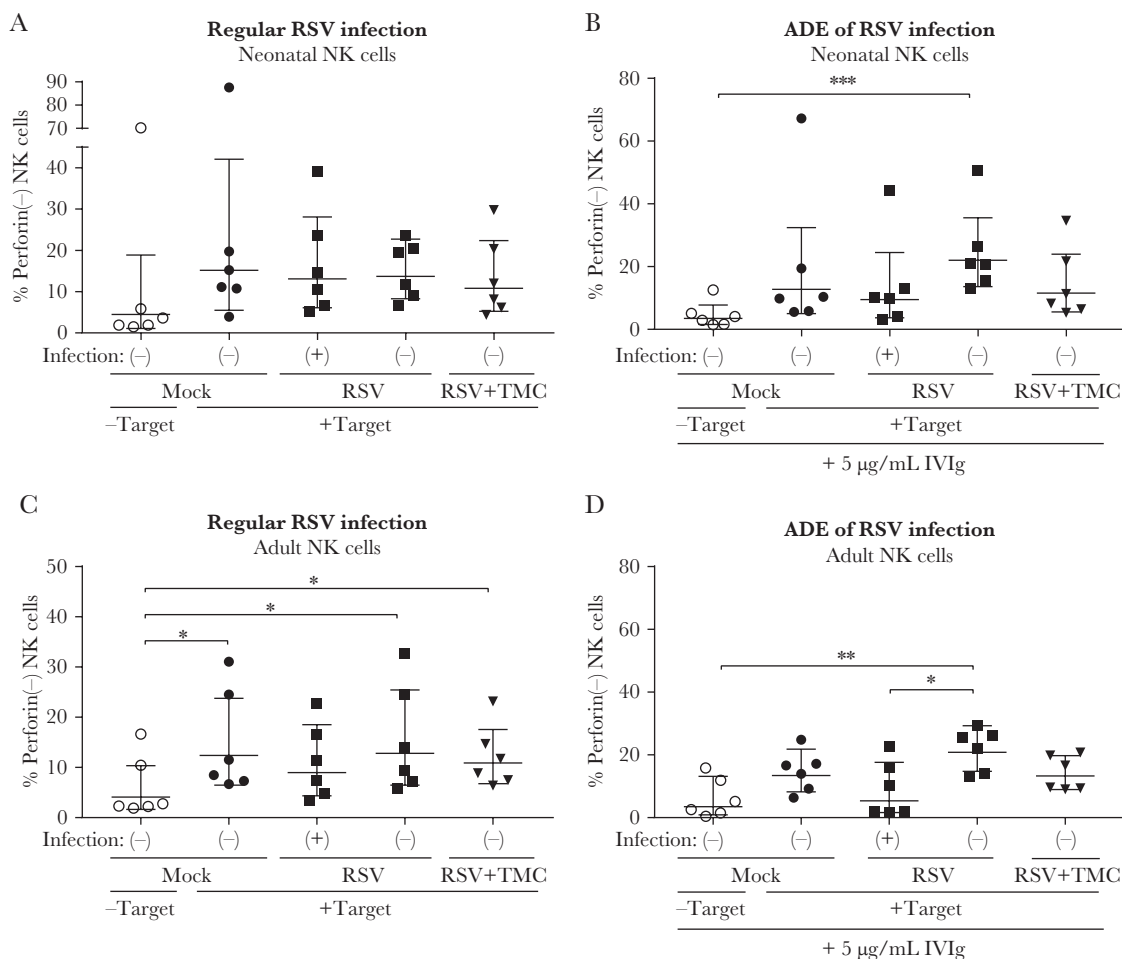 A
Regular RSV infection
Neonatal NK cells
% Perforin(–) NK cells
90
80
70
40
30
20
10
0
Infection: (–) (–) (+) (–) (–)
Mock RSV RSV+TMC
–Target +Target
B
ADE of RSV infection
Neonatal NK cells
% Perforin(–) NK cells
80
60
40
20
0
***
(–) (–) (+) (–) (–)
Mock RSV RSV+TMC
–Target +Target
+ 5 µg/mL IVIg
C
Regular RSV infection
Adult NK cells
% Perforin(–) NK cells
50
40
30
20
10
0
*
*
*
Infection: (–) (–) (+) (–) (–)
Mock RSV RSV+TMC
–Target +Target
D
ADE of RSV infection
Adult NK cells
% Perforin(–) NK cells
80
60
40
20
0
**
*
Infection: (–) (–) (+) (–) (–)
Mock RSV RSV+TMC
–Target +Target
+ 5 µg/mL IVIg